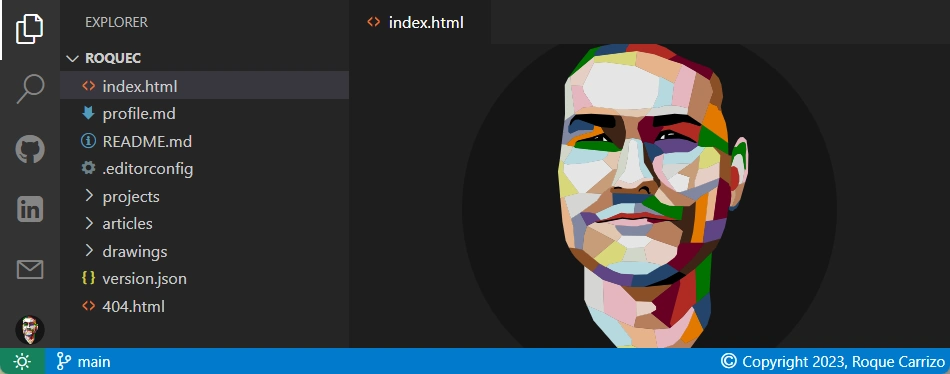 EXPLORER
ROQUEC
index.html
profile.md
README.md
.editorconfig
projects
articles
drawings
version.json
404.html
index.html
main
© Copyright 2023, Roque Carrizo